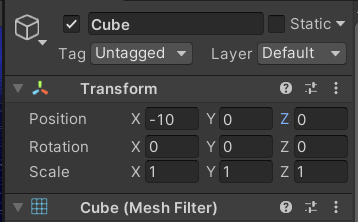 Cube Static
Tag Untagged Layer Default
Transform
Position X -10 Y 0 Z 0
Rotation X 0 Y 0 Z 0
Scale X 1 Y 1 Z 1
Cube (Mesh Filter)